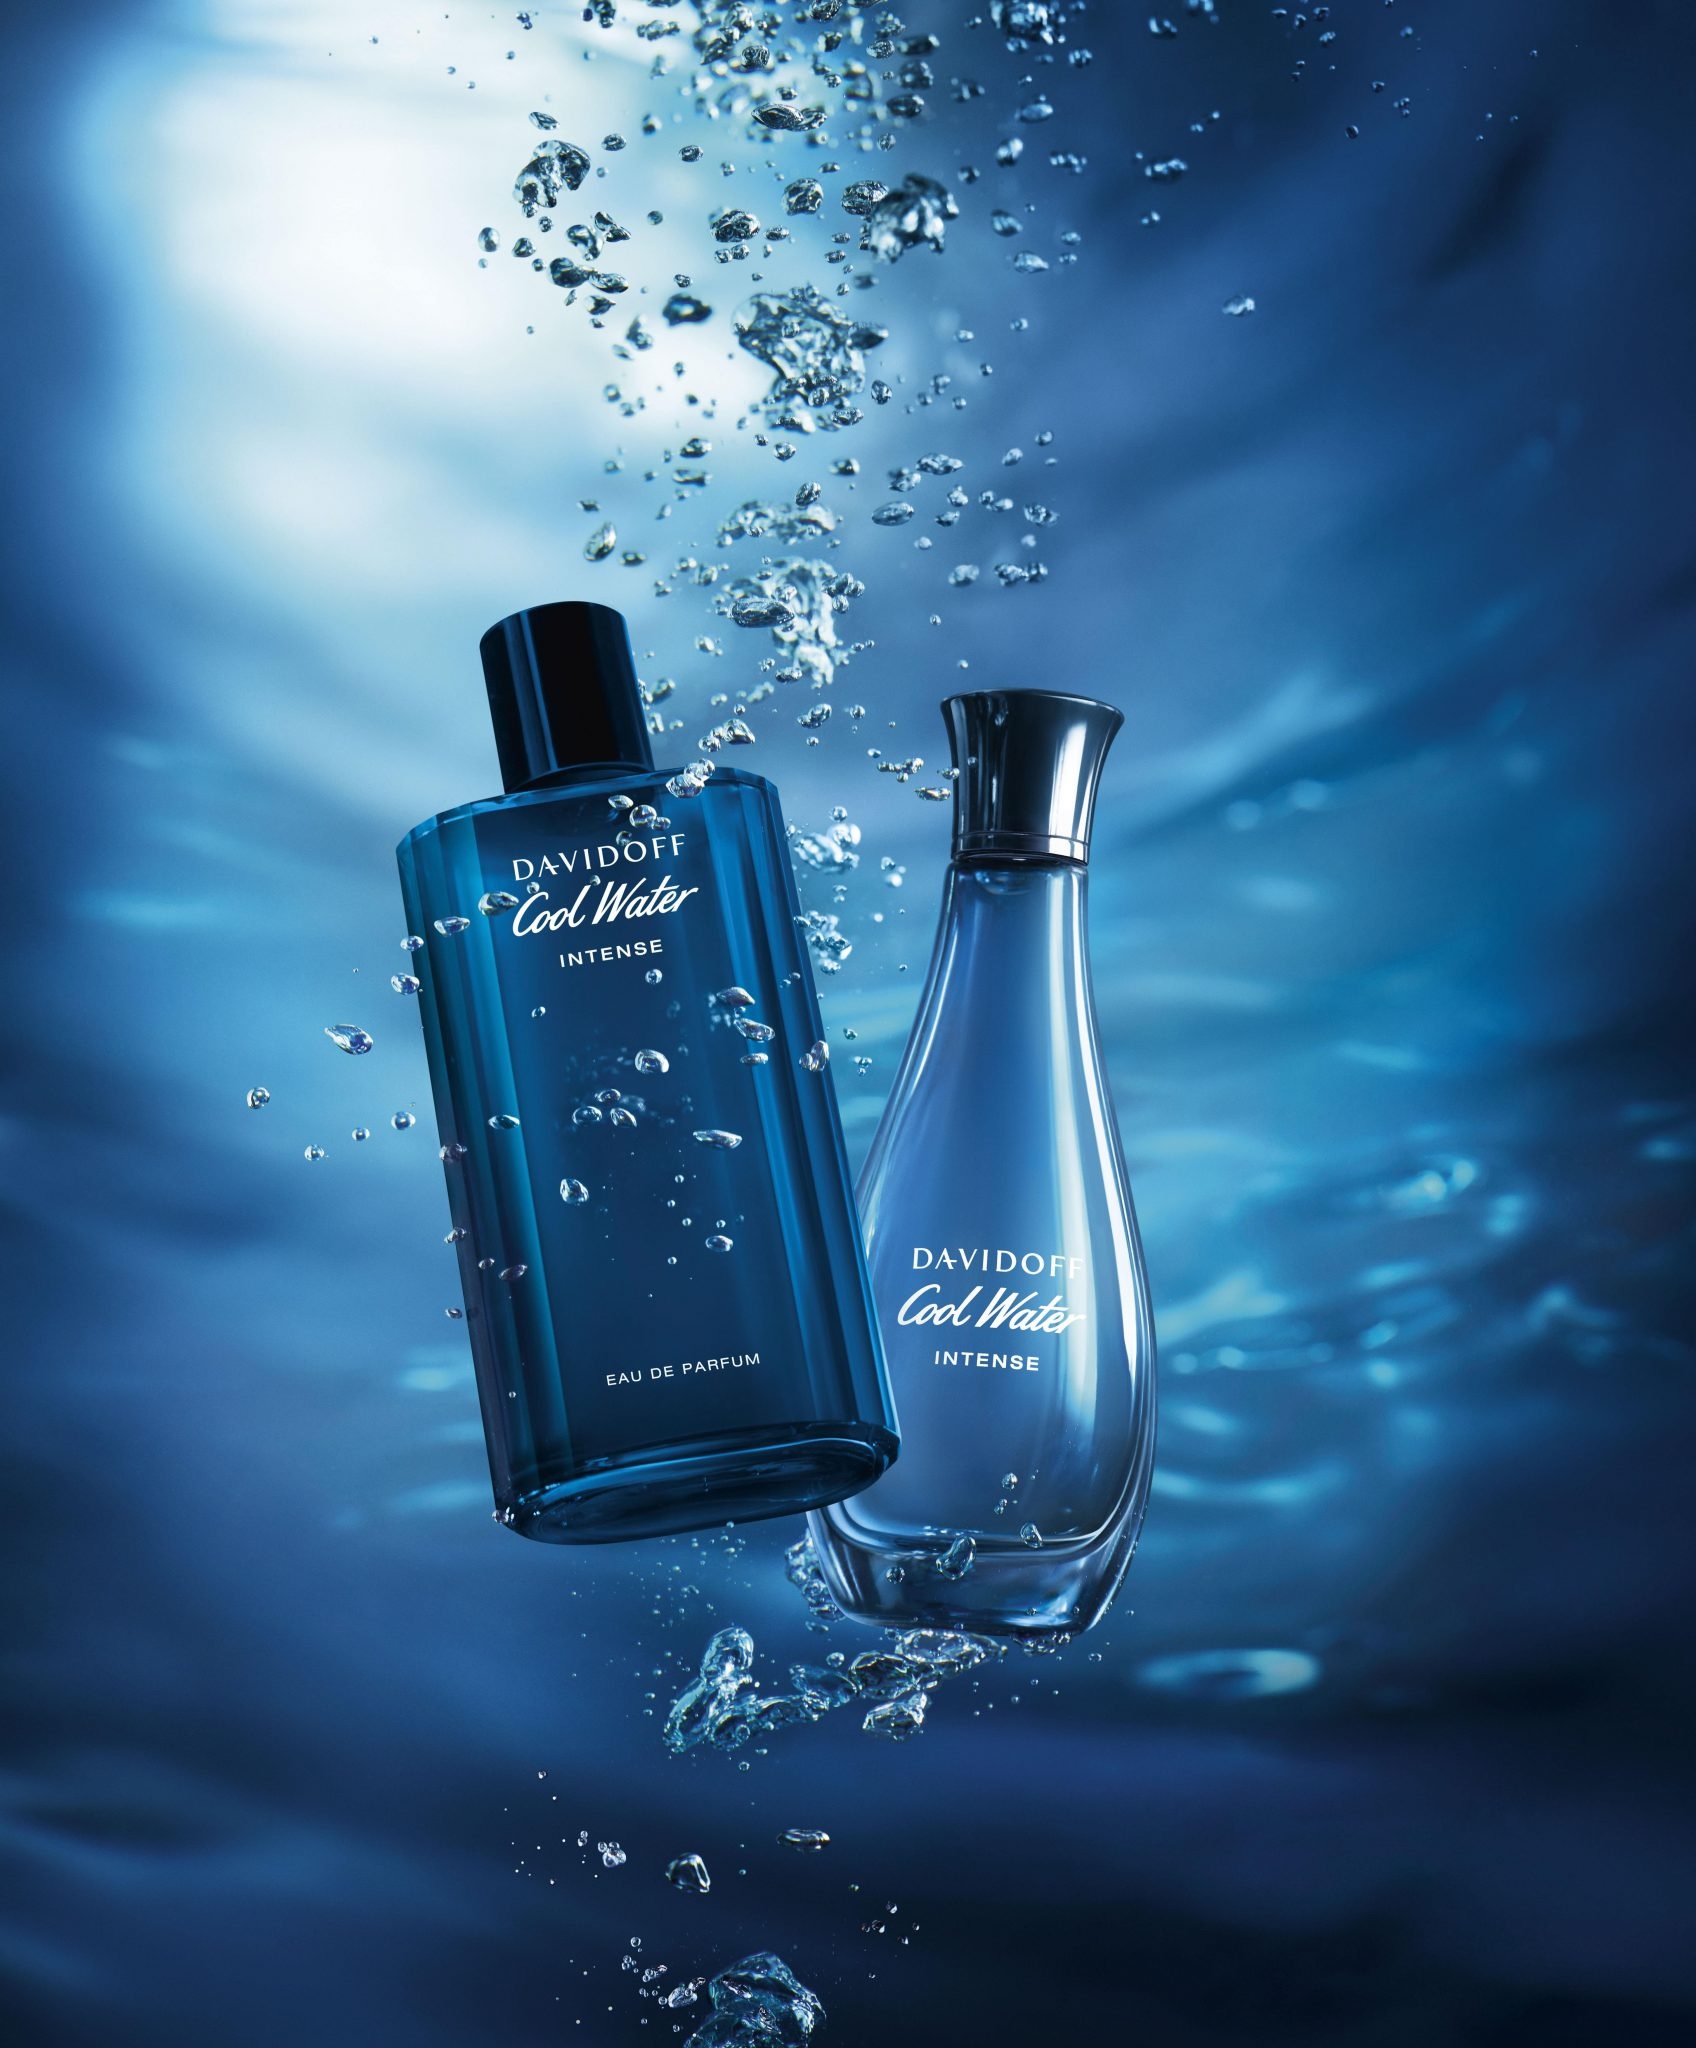 DAVIDOFF
Cool Water
INTENSE
EAU DE PARFUM
DAVIDOFF
Cool Water
INTENSE